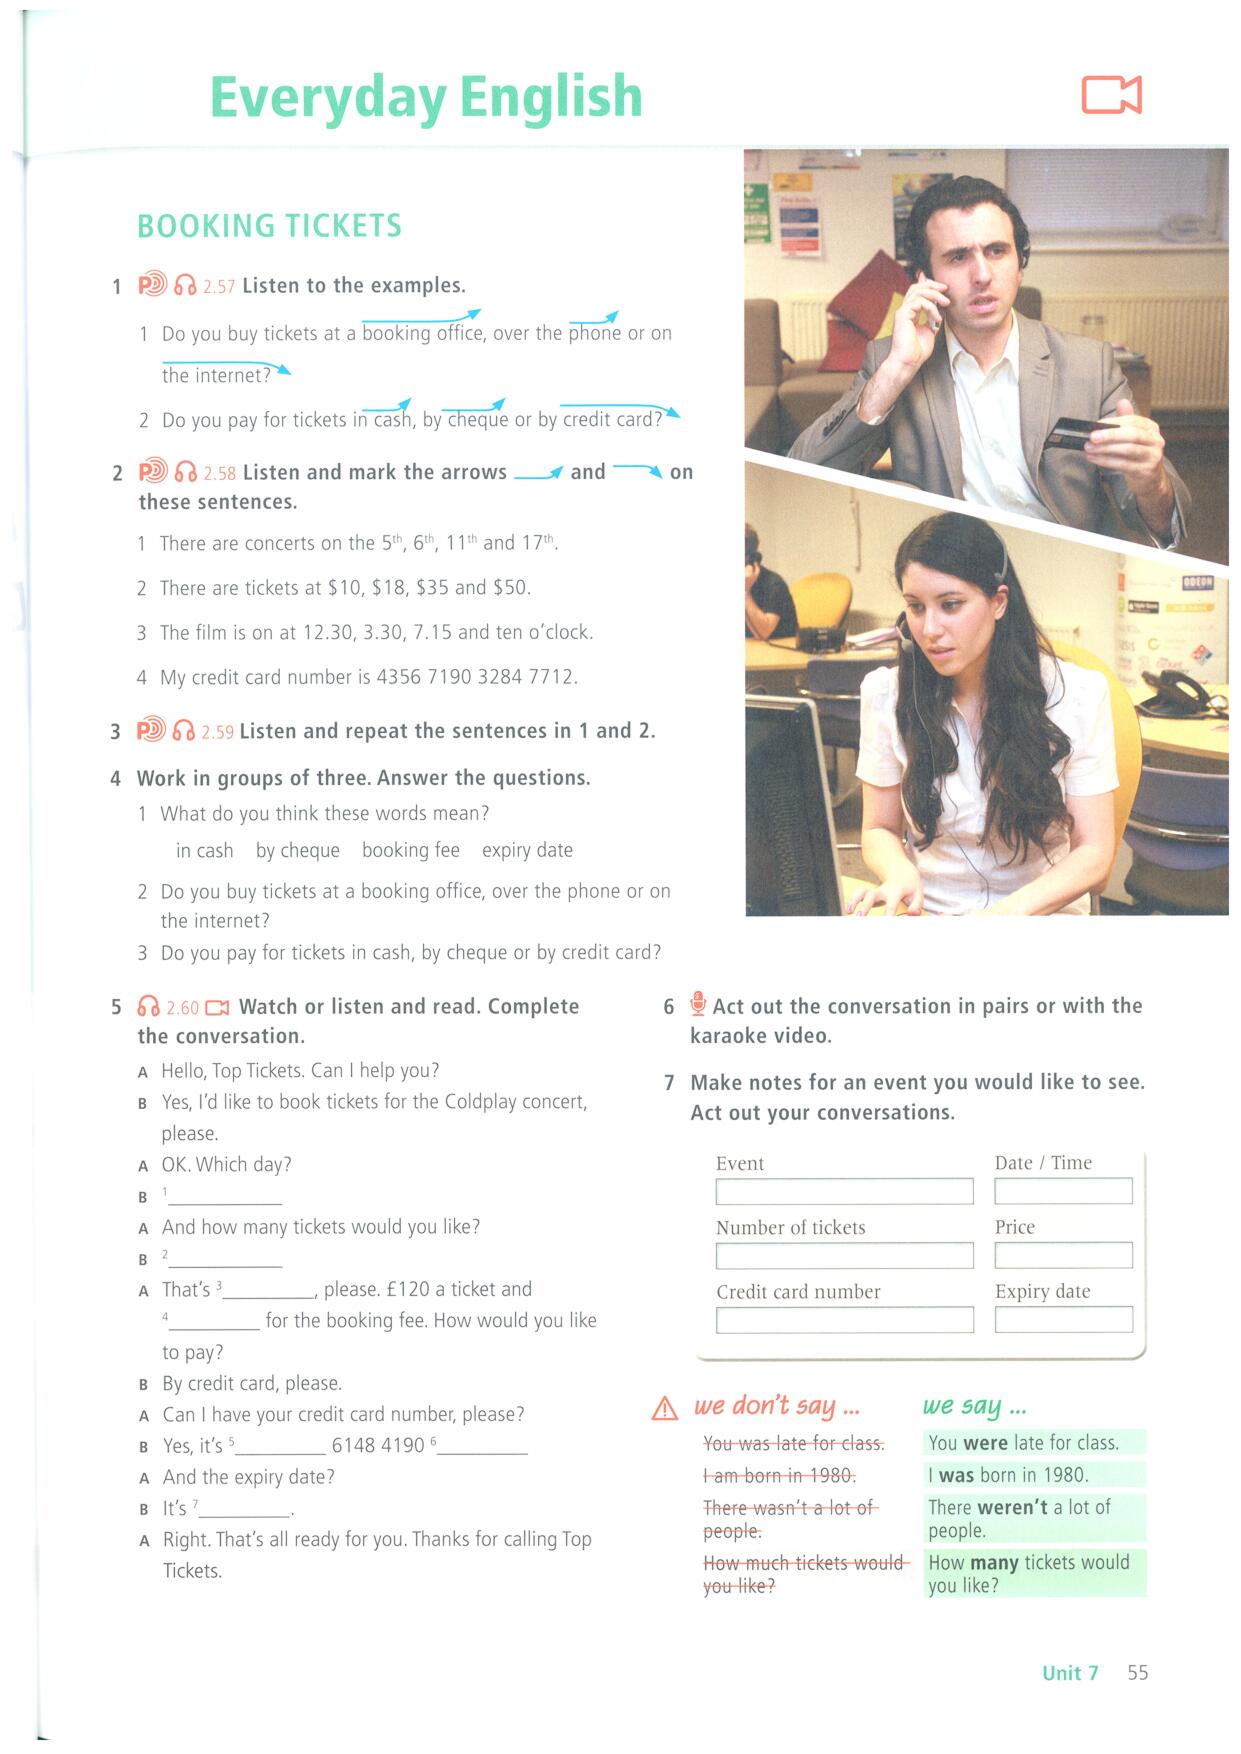 Everyday English
BOOKING TICKETS
1 P 2.57 Listen to the examples.
1 Do you buy tickets at a booking office, over the phone or on
the internet?
2 Do you pay for tickets in cash, by cheque or by credit card?
2 P 2.58 Listen and mark the arrows and on
these sentences.
1 There are concerts on the 5th, 6th, 11th and 17th.
2 There are tickets at $10, $18, $35 and $50.
3 The film is on at 12.30, 3.30, 7.15 and ten o'clock.
4 My credit card number is 4356 7190 3284 7712.
3 P 2.59 Listen and repeat the sentences in 1 and 2.
4 Work in groups of three. Answer the questions.
1 What do you think these words mean?
in cash by cheque booking fee expiry date
2 Do you buy tickets at a booking office, over the phone or on
the internet?
3 Do you pay for tickets in cash, by cheque or by credit card?
ODEON
5 2.60 Watch or listen and read. Complete
the conversation.
A Hello, Top Tickets. Can I help you?
B Yes, I'd like to book tickets for the Coldplay concert,
please.
A OK. Which day?
B 1___________
A And how many tickets would you like?
B 2___________
A That's 3_________, please. £120 a ticket and
4_________ for the booking fee. How would you like
to pay?
B By credit card, please.
A Can I have your credit card number, please?
B Yes, it's 5_________ 6148 4190 6_________
A And the expiry date?
B It's 7_________.
A Right. That's all ready for you. Thanks for calling Top
Tickets.
6 Act out the conversation in pairs or with the
karaoke video.
7 Make notes for an event you would like to see.
Act out your conversations.
Event Date / Time
Number of tickets Price
Credit card number Expiry date
we don't say ... we say ...
You was late for class. You were late for class.
I am born in 1980. I was born in 1980.
There wasn't a lot of There weren't a lot of
people. people.
How much tickets would How many tickets would
you like? you like?
Unit 7 55